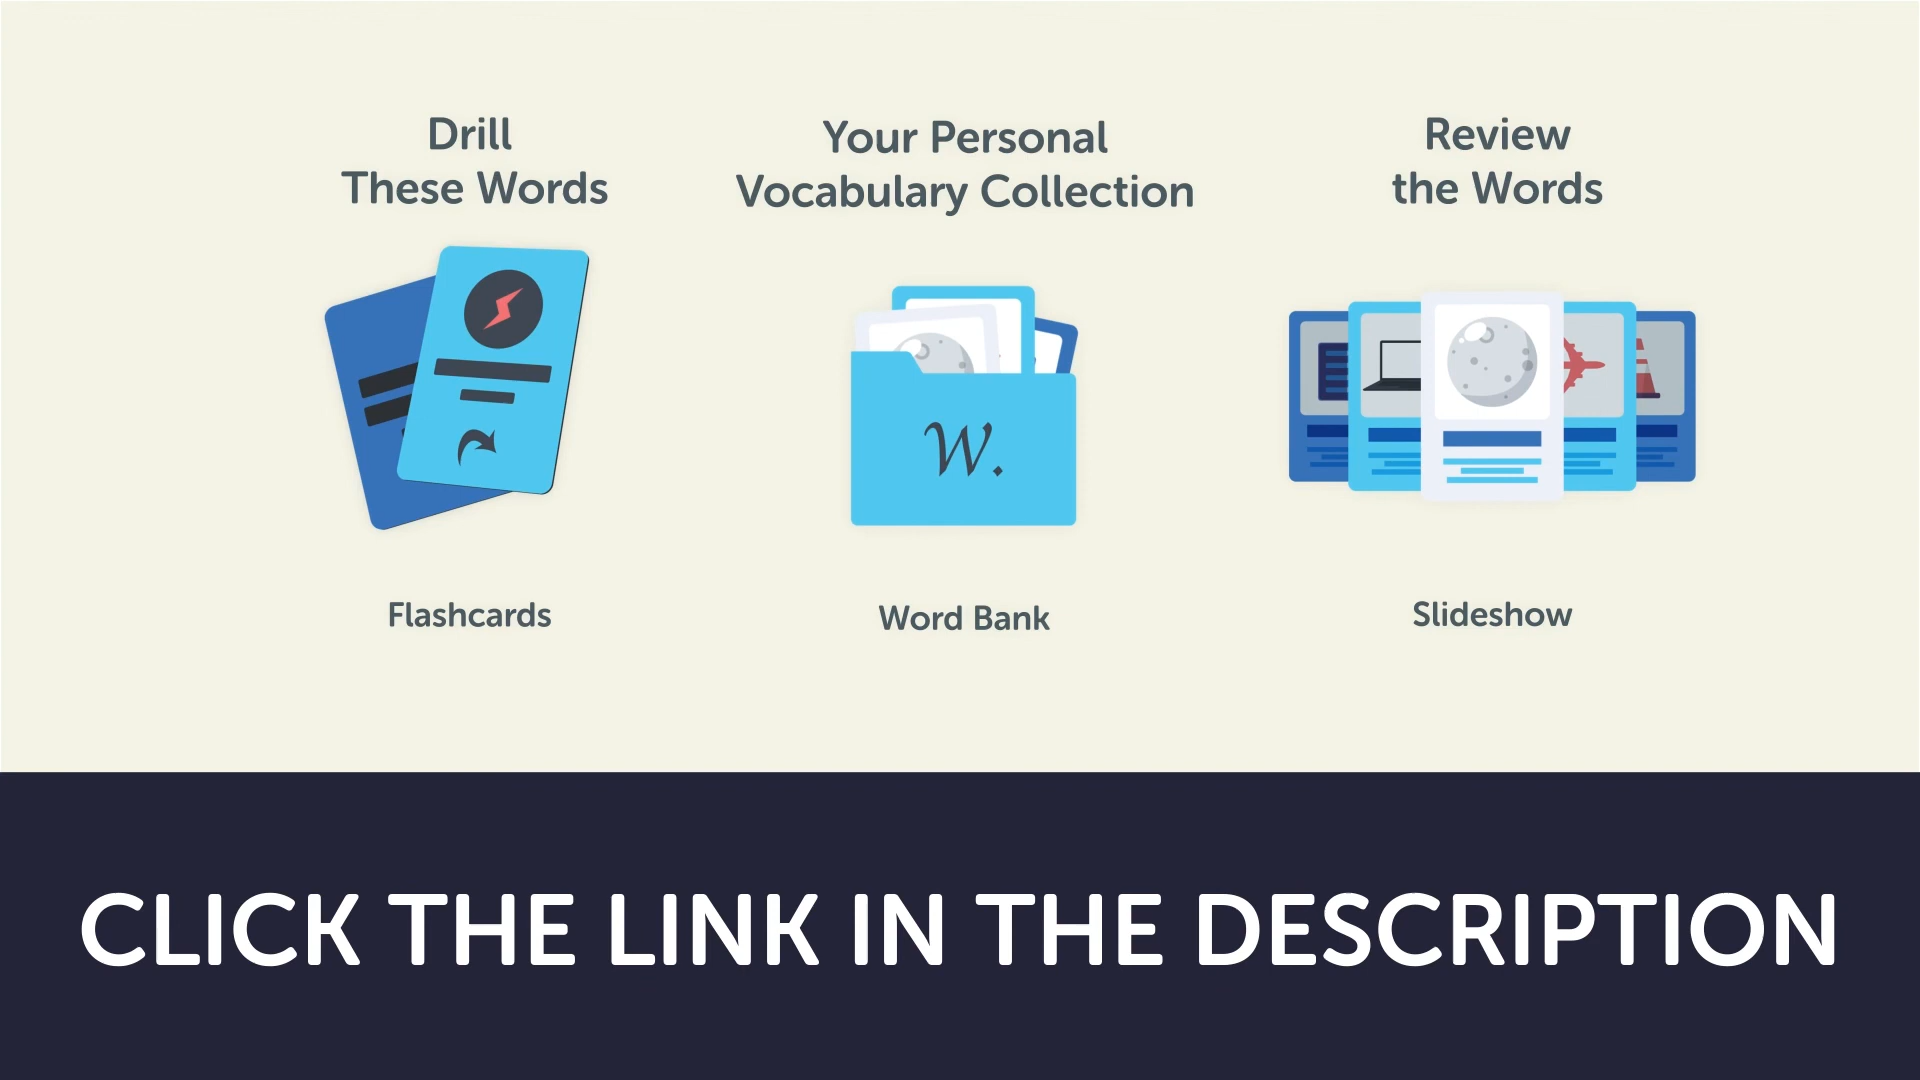 Drill
These Words
Your Personal
Vocabulary Collection
Review
the Words
W.
Flashcards
Word Bank
Slideshow
CLICK THE LINK IN THE DESCRIPTION